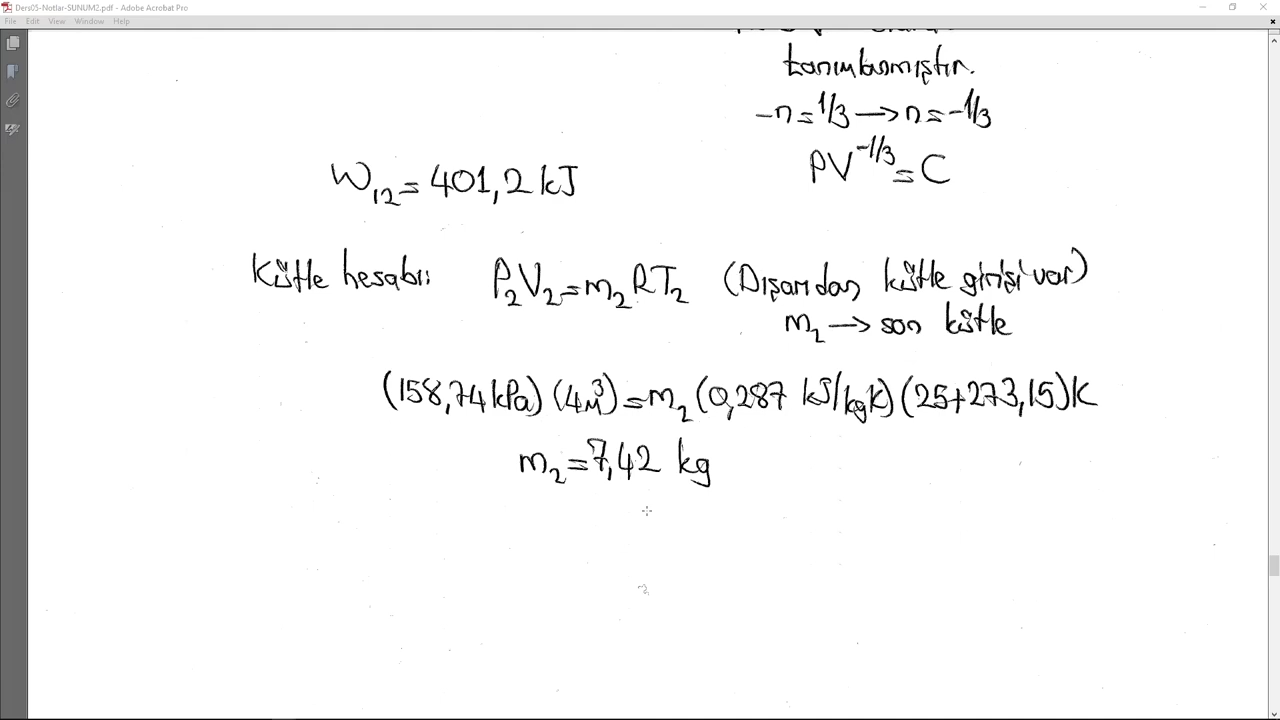 Ders05-Notlar-SUNUM2.pdf - Adobe Acrobat Pro
File Edit View Window Help
tanımlanmıştır.
-n=1/3 → n=-1/3
PV^-1/3 = C
W12=401,2 kJ
Kütle hesabı: P2V2=m2RT2 (Dışarıdan kütle girişi var)
m2 → son kütle
(158,74 kPa) (4m³)=m2 (0,287 kJ/kgK) (25+273,15)K
m2=7,42 kg